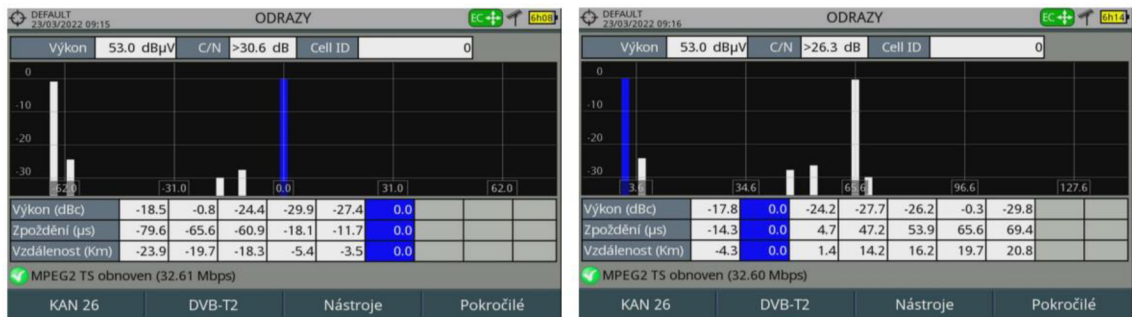 DEFAULT
23/03/2022 09:15
ODRAZY
EC
6h08
Výkon 53.0 dBµV C/N >30.6 dB Cell ID 0
0
-10
-20
-30
-62.0 -31.0 0.0 31.0 62.0
Výkon (dBc) -18.5 -0.8 -24.4 -29.9 -27.4 0.0
Zpoždění (µs) -79.6 -65.6 -60.9 -18.1 -11.7 0.0
Vzdálenost (Km) -23.9 -19.7 -18.3 -5.4 -3.5 0.0
MPEG2 TS obnoven (32.61 Mbps)
KAN 26 DVB-T2 Nástroje Pokročilé
DEFAULT
23/03/2022 09:16
ODRAZY
EC
6h14
Výkon 53.0 dBµV C/N >26.3 dB Cell ID 0
0
-10
-20
-30
3.6 34.6 65.6 96.6 127.6
Výkon (dBc) -17.8 0.0 -24.2 -27.7 -26.2 -0.3 -29.8
Zpoždění (µs) -14.3 0.0 4.7 47.2 53.9 65.6 69.4
Vzdálenost (Km) -4.3 0.0 1.4 14.2 16.2 19.7 20.8
MPEG2 TS obnoven (32.60 Mbps)
KAN 26 DVB-T2 Nástroje Pokročilé